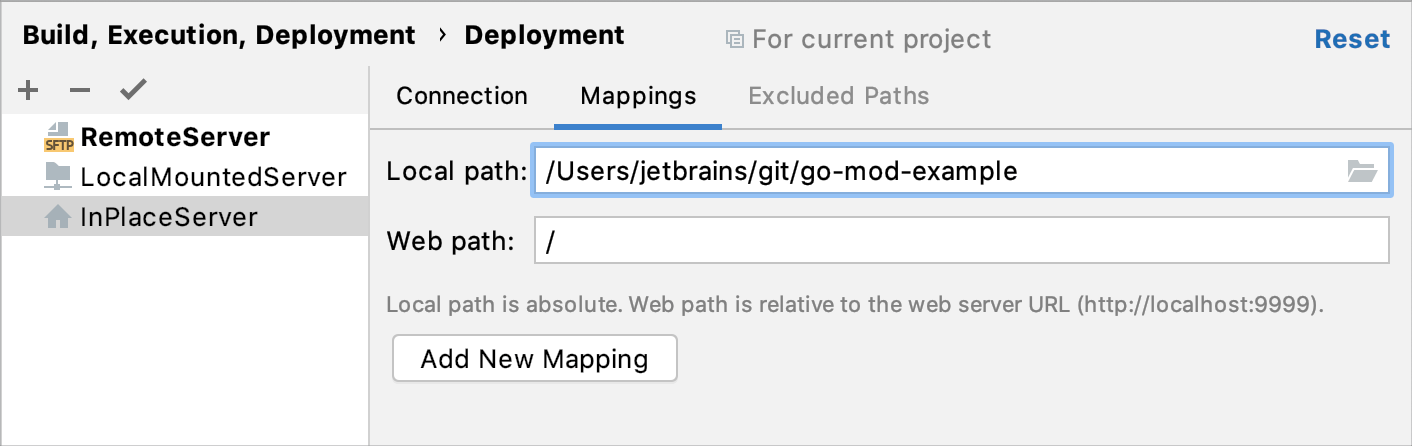 Build, Execution, Deployment › Deployment
For current project
Reset
Connection
Mappings
Excluded Paths
SFTP RemoteServer
LocalMountedServer
InPlaceServer
Local path: /Users/jetbrains/git/go-mod-example
Web path: /
Local path is absolute. Web path is relative to the web server URL (http://localhost:9999).
Add New Mapping